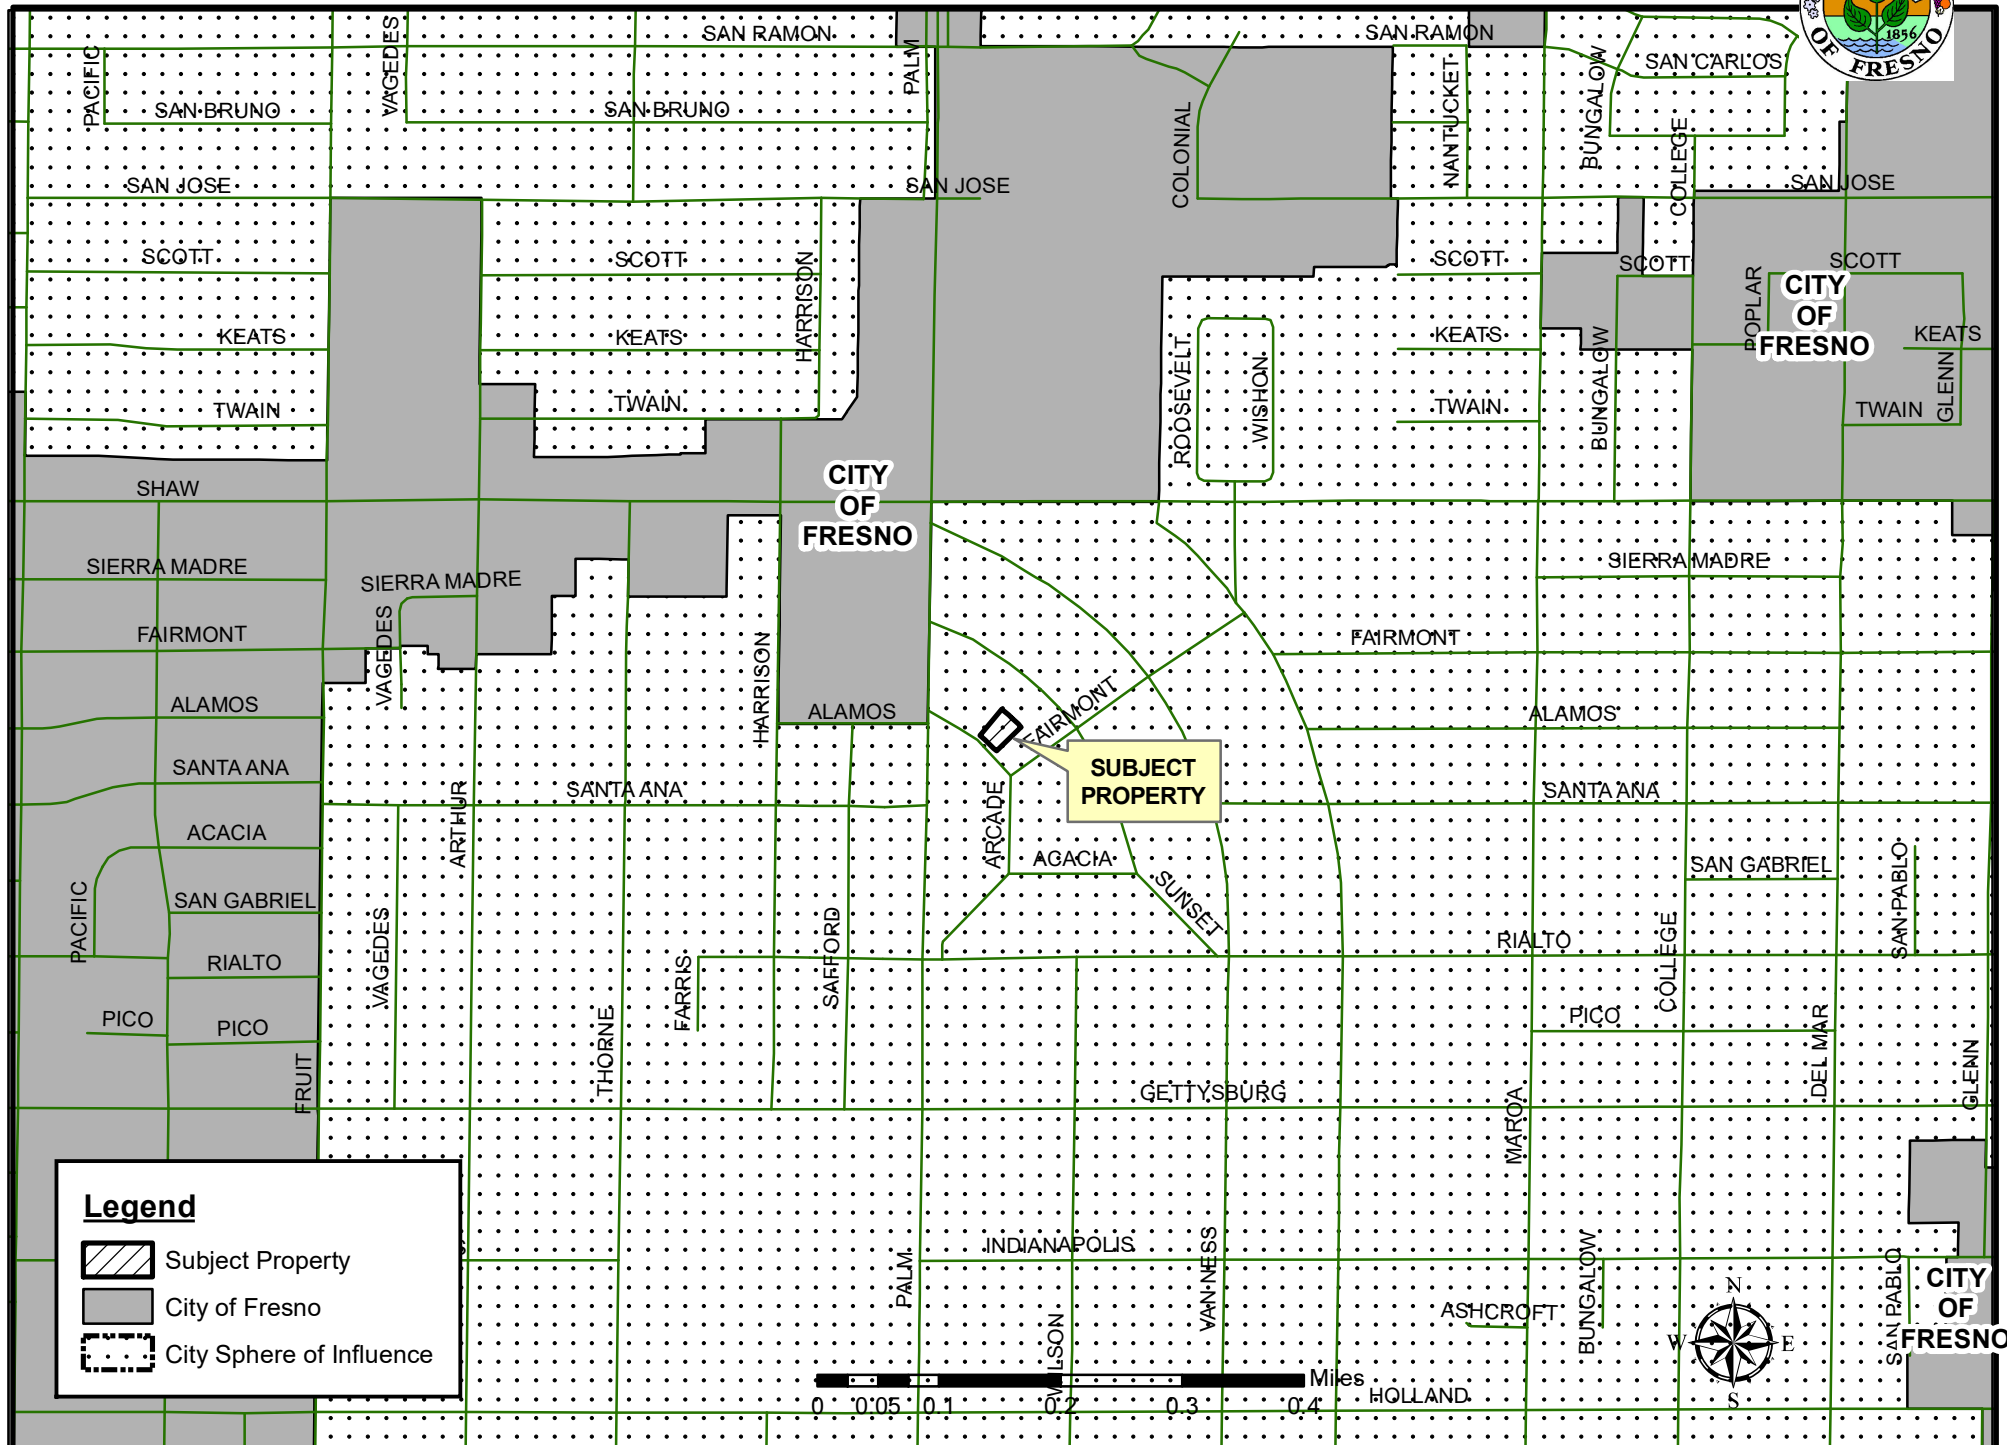 1856
OF FRESNO
SAN RAMON
SAN RAMON
PACIFIC
VAGEDES
PALM
SAN CARLOS
BUNGALOW
NANTUCKET
SAN BRUNO
SAN BRUNO
COLONIAL
COLLEGE
SAN JOSE
SAN JOSE
SAN JOSE
SCOTT
SCOTT
HARRISON
SCOTT
SCOTT
SCOTT
POPLAR
CITY
OF
FRESNO
KEATS
KEATS
ROOSEVELT
WISHON
KEATS
BUNGALOW
KEATS
GLENN
TWAIN
TWAIN
TWAIN
TWAIN
SHAW
CITY
OF
FRESNO
SIERRA MADRE
SIERRA MADRE
SIERRA MADRE
VAGEDES
FAIRMONT
HARRISON
FAIRMONT
FAIRMONT
ALAMOS
ALAMOS
ALAMOS
SUBJECT
PROPERTY
SANTA ANA
ARTHUR
SANTA ANA
ARCADE
SANTA ANA
ACACIA
ACACIA
SAN GABRIEL
SAN PABLO
PACIFIC
SAN GABRIEL
VAGEDES
SAFFORD
SUNSET
RIALTO
COLLEGE
RIALTO
FARRIS
PICO
PICO
THORNE
PICO
DEL MAR
FRUIT
GETTYSBURG
MAROA
GLENN
Legend
Subject Property
City of Fresno
City Sphere of Influence
PALM
INDIANAPOLIS
VAN NESS
BUNGALOW
SAN PABLO
CITY
OF
FRESNO
ASHCROFT
WILSON
N
W
E
S
Miles
0
0.05
0.1
0.2
0.3
0.4
HOLLAND